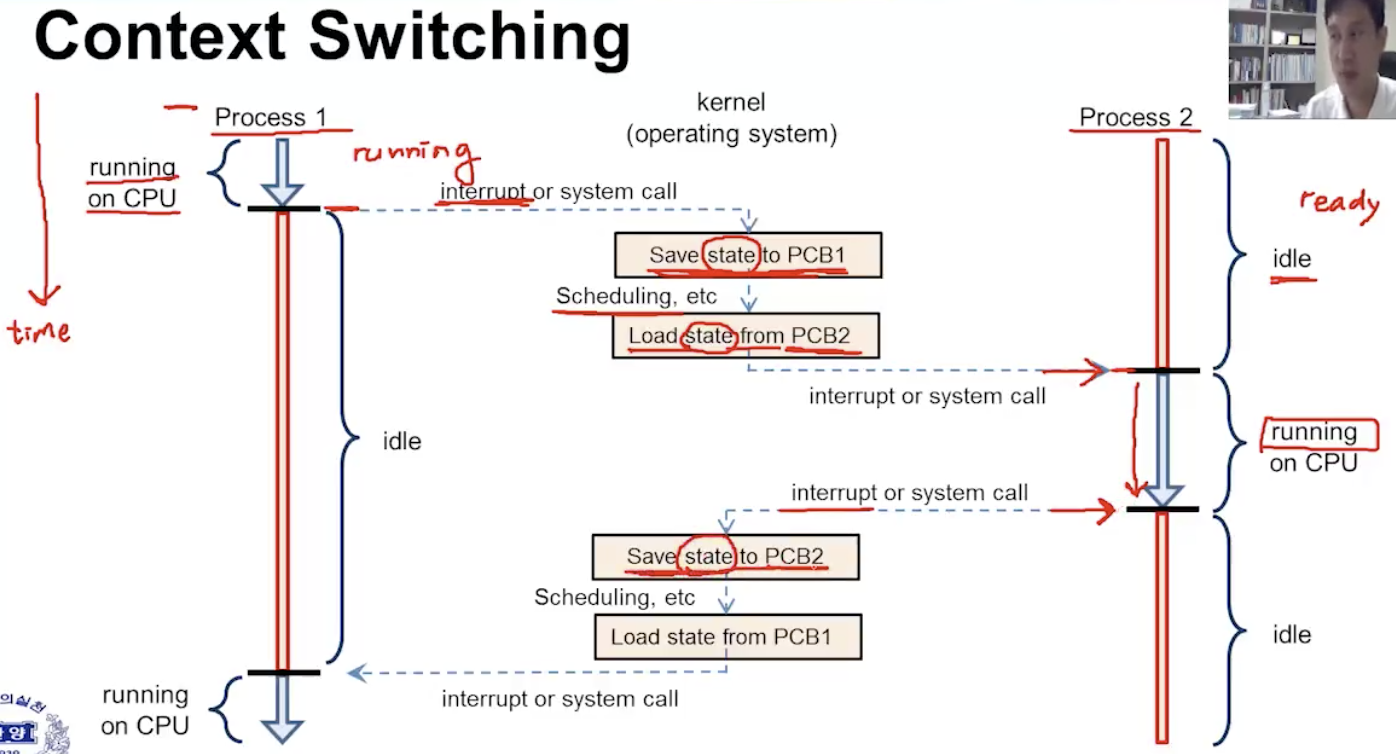 Context Switching
Process 1
kernel
(operating system)
Process 2
running
on CPU
running
interrupt or system call
ready
Save state to PCB1
idle
Scheduling, etc
time
Load state from PCB2
interrupt or system call
idle
running
on CPU
interrupt or system call
Save state to PCB2
Scheduling, etc
Load state from PCB1
idle
running
on CPU
interrupt or system call
의실천